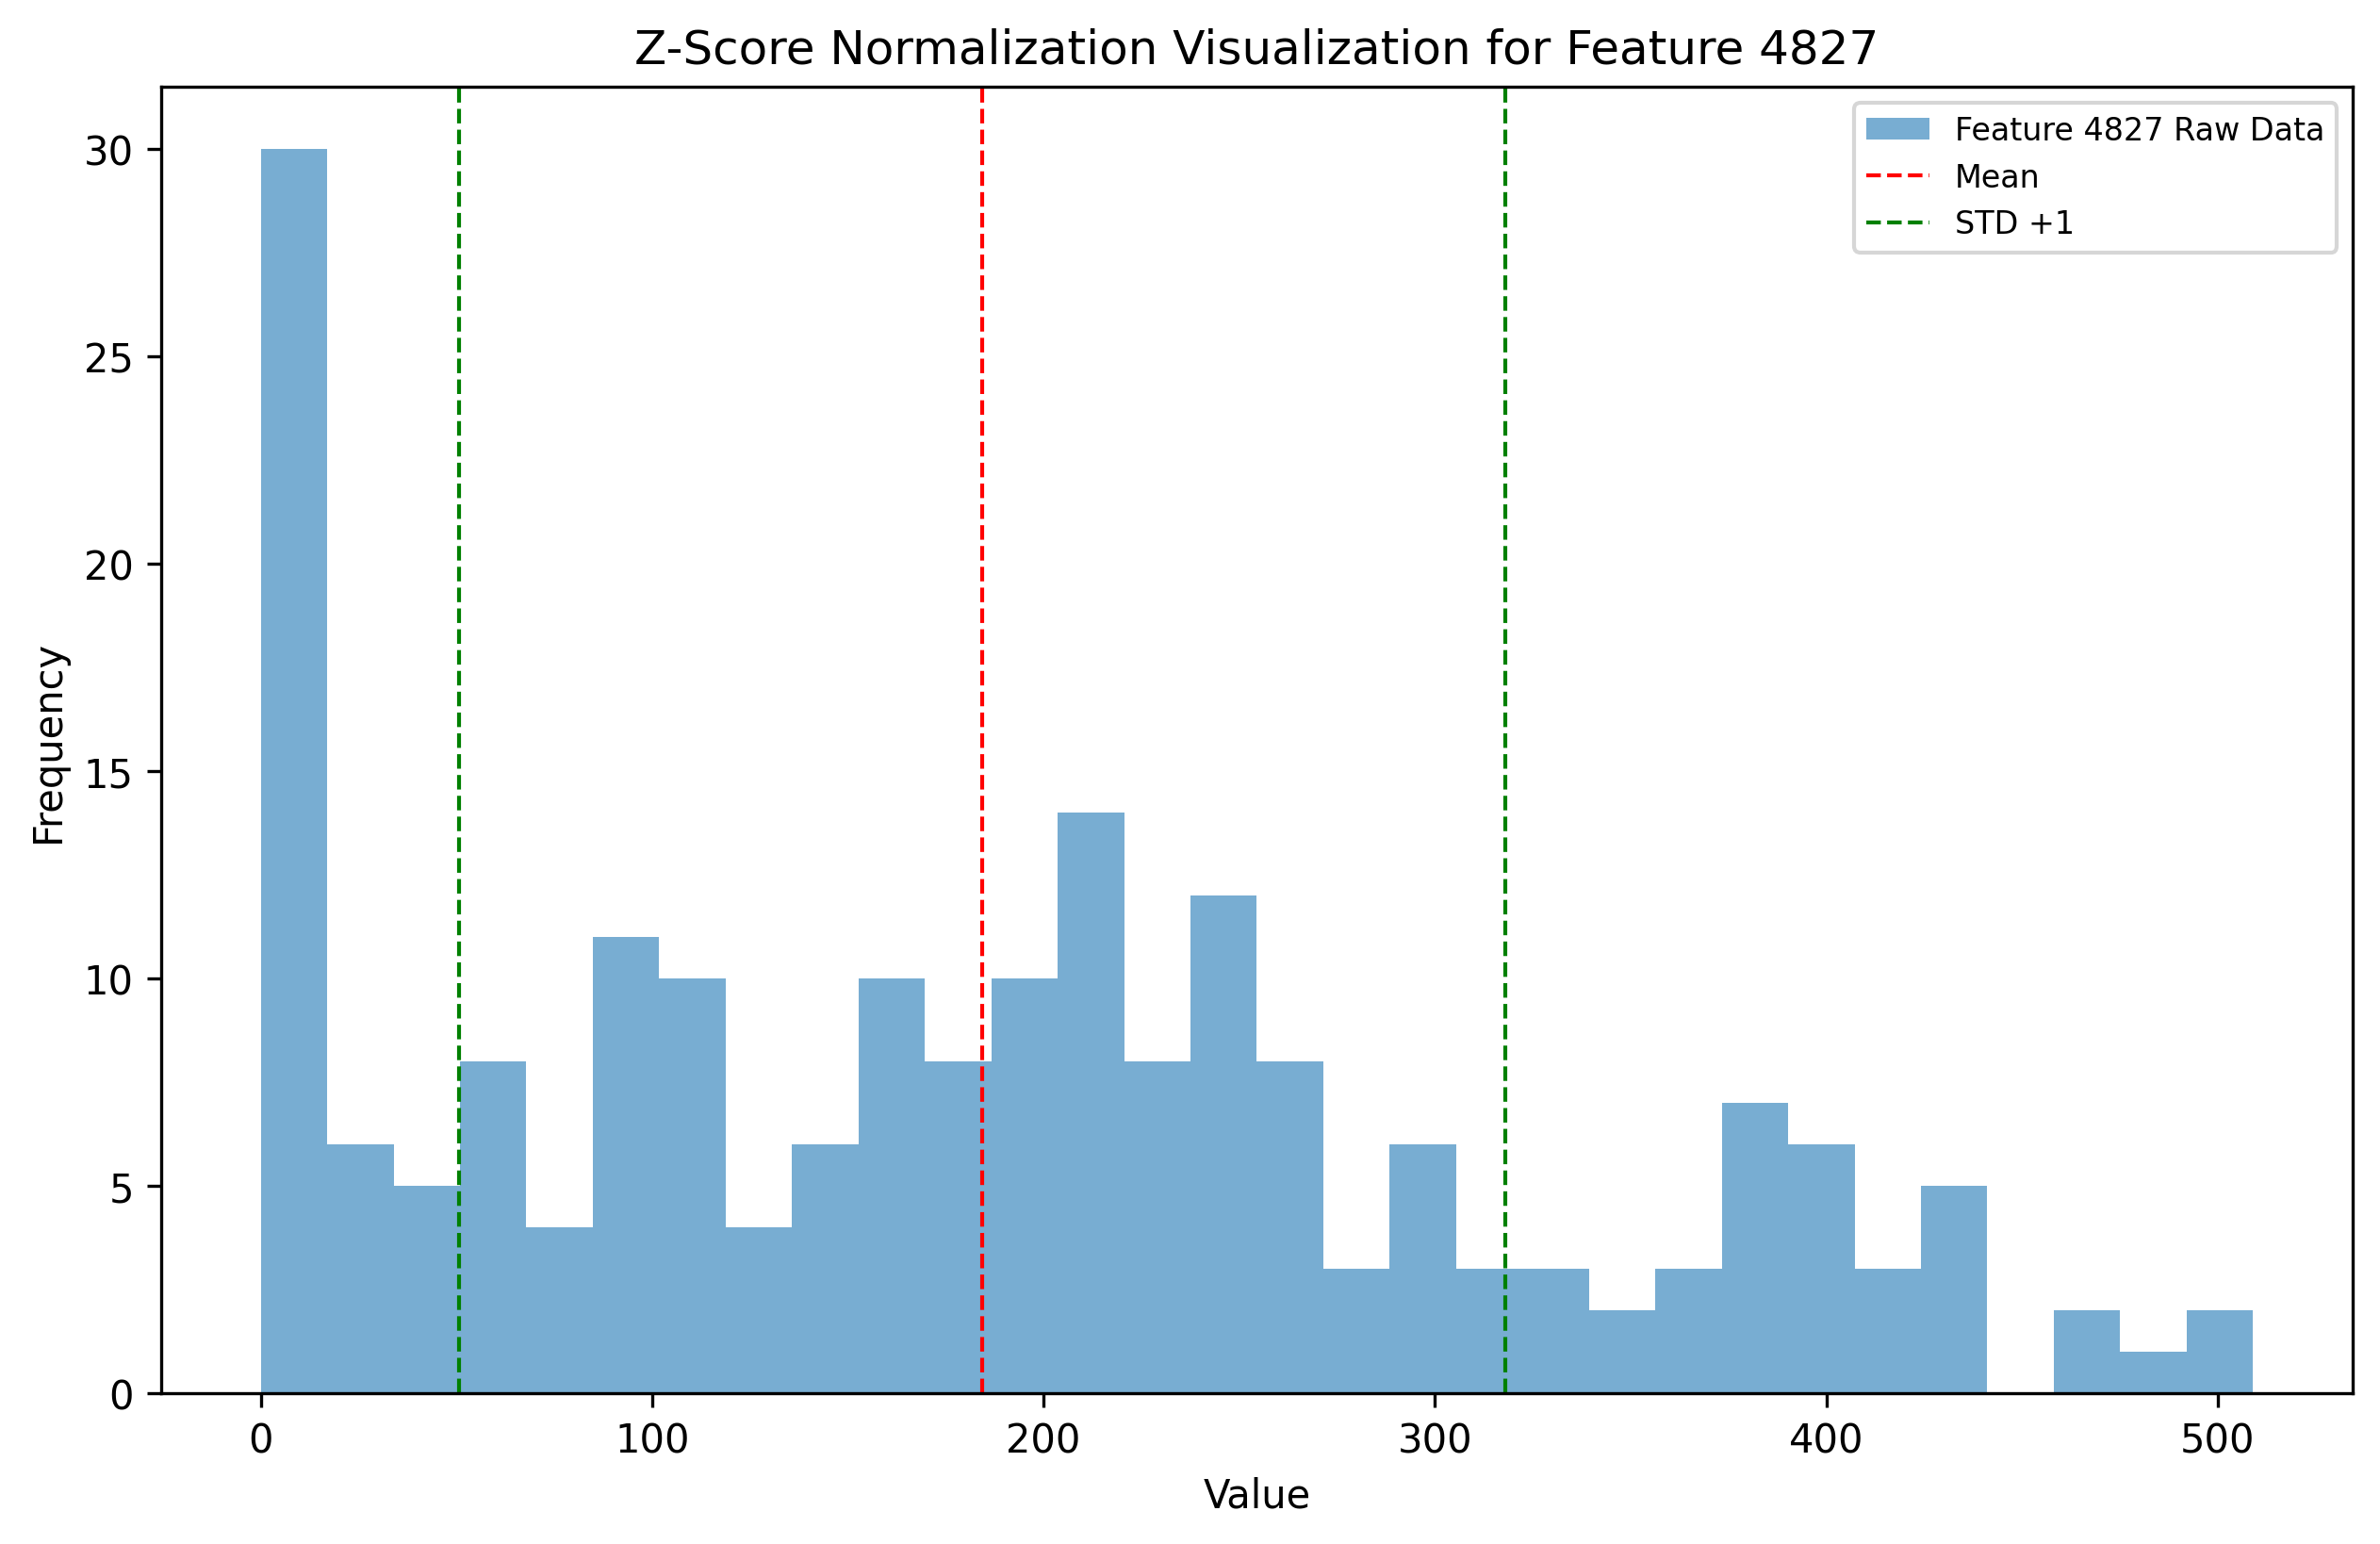 Z-Score Normalization Visualization for Feature 4827
Feature 4827 Raw Data
Mean
STD +1
30
25
20
15
10
5
0
Frequency
0 100 200 300 400 500
Value